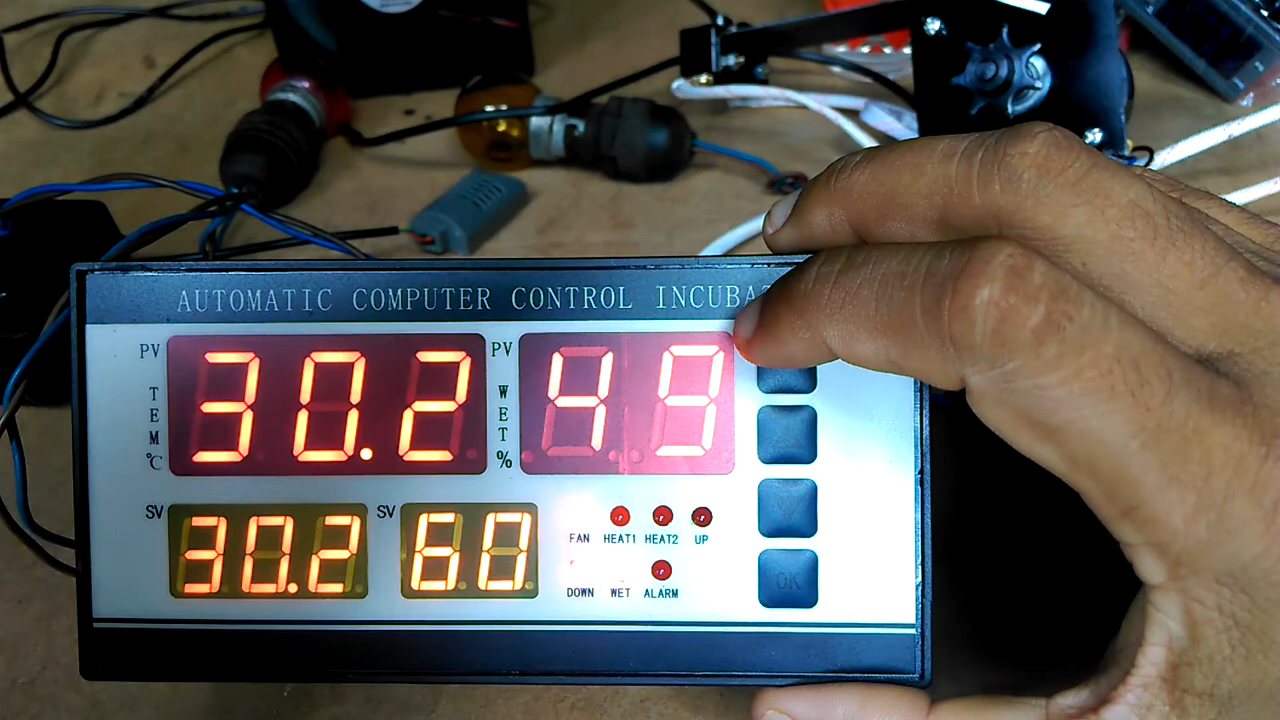 AUTOMATIC COMPUTER CONTROL INCUBA
PV TEM °C 30.2 PV WET % 49
SV 30.2 SV 60
FAN HEAT1 HEAT2 UP
DOWN WET ALARM
OK